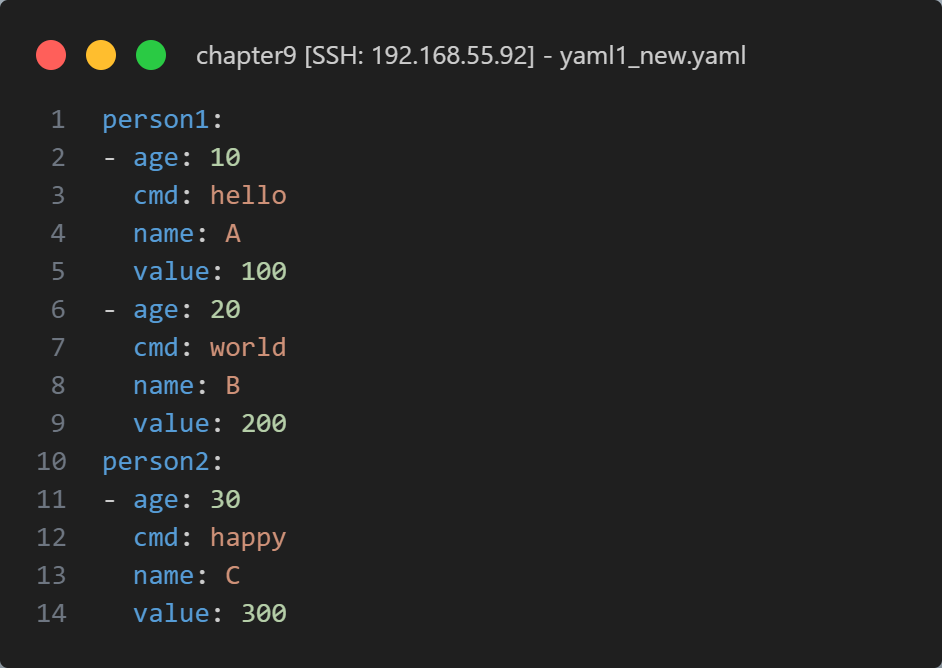 chapter9 [SSH: 192.168.55.92] - yaml1_new.yaml
1 person1:
2 - age: 10
3   cmd: hello
4   name: A
5   value: 100
6 - age: 20
7   cmd: world
8   name: B
9   value: 200
10 person2:
11 - age: 30
12   cmd: happy
13   name: C
14   value: 300